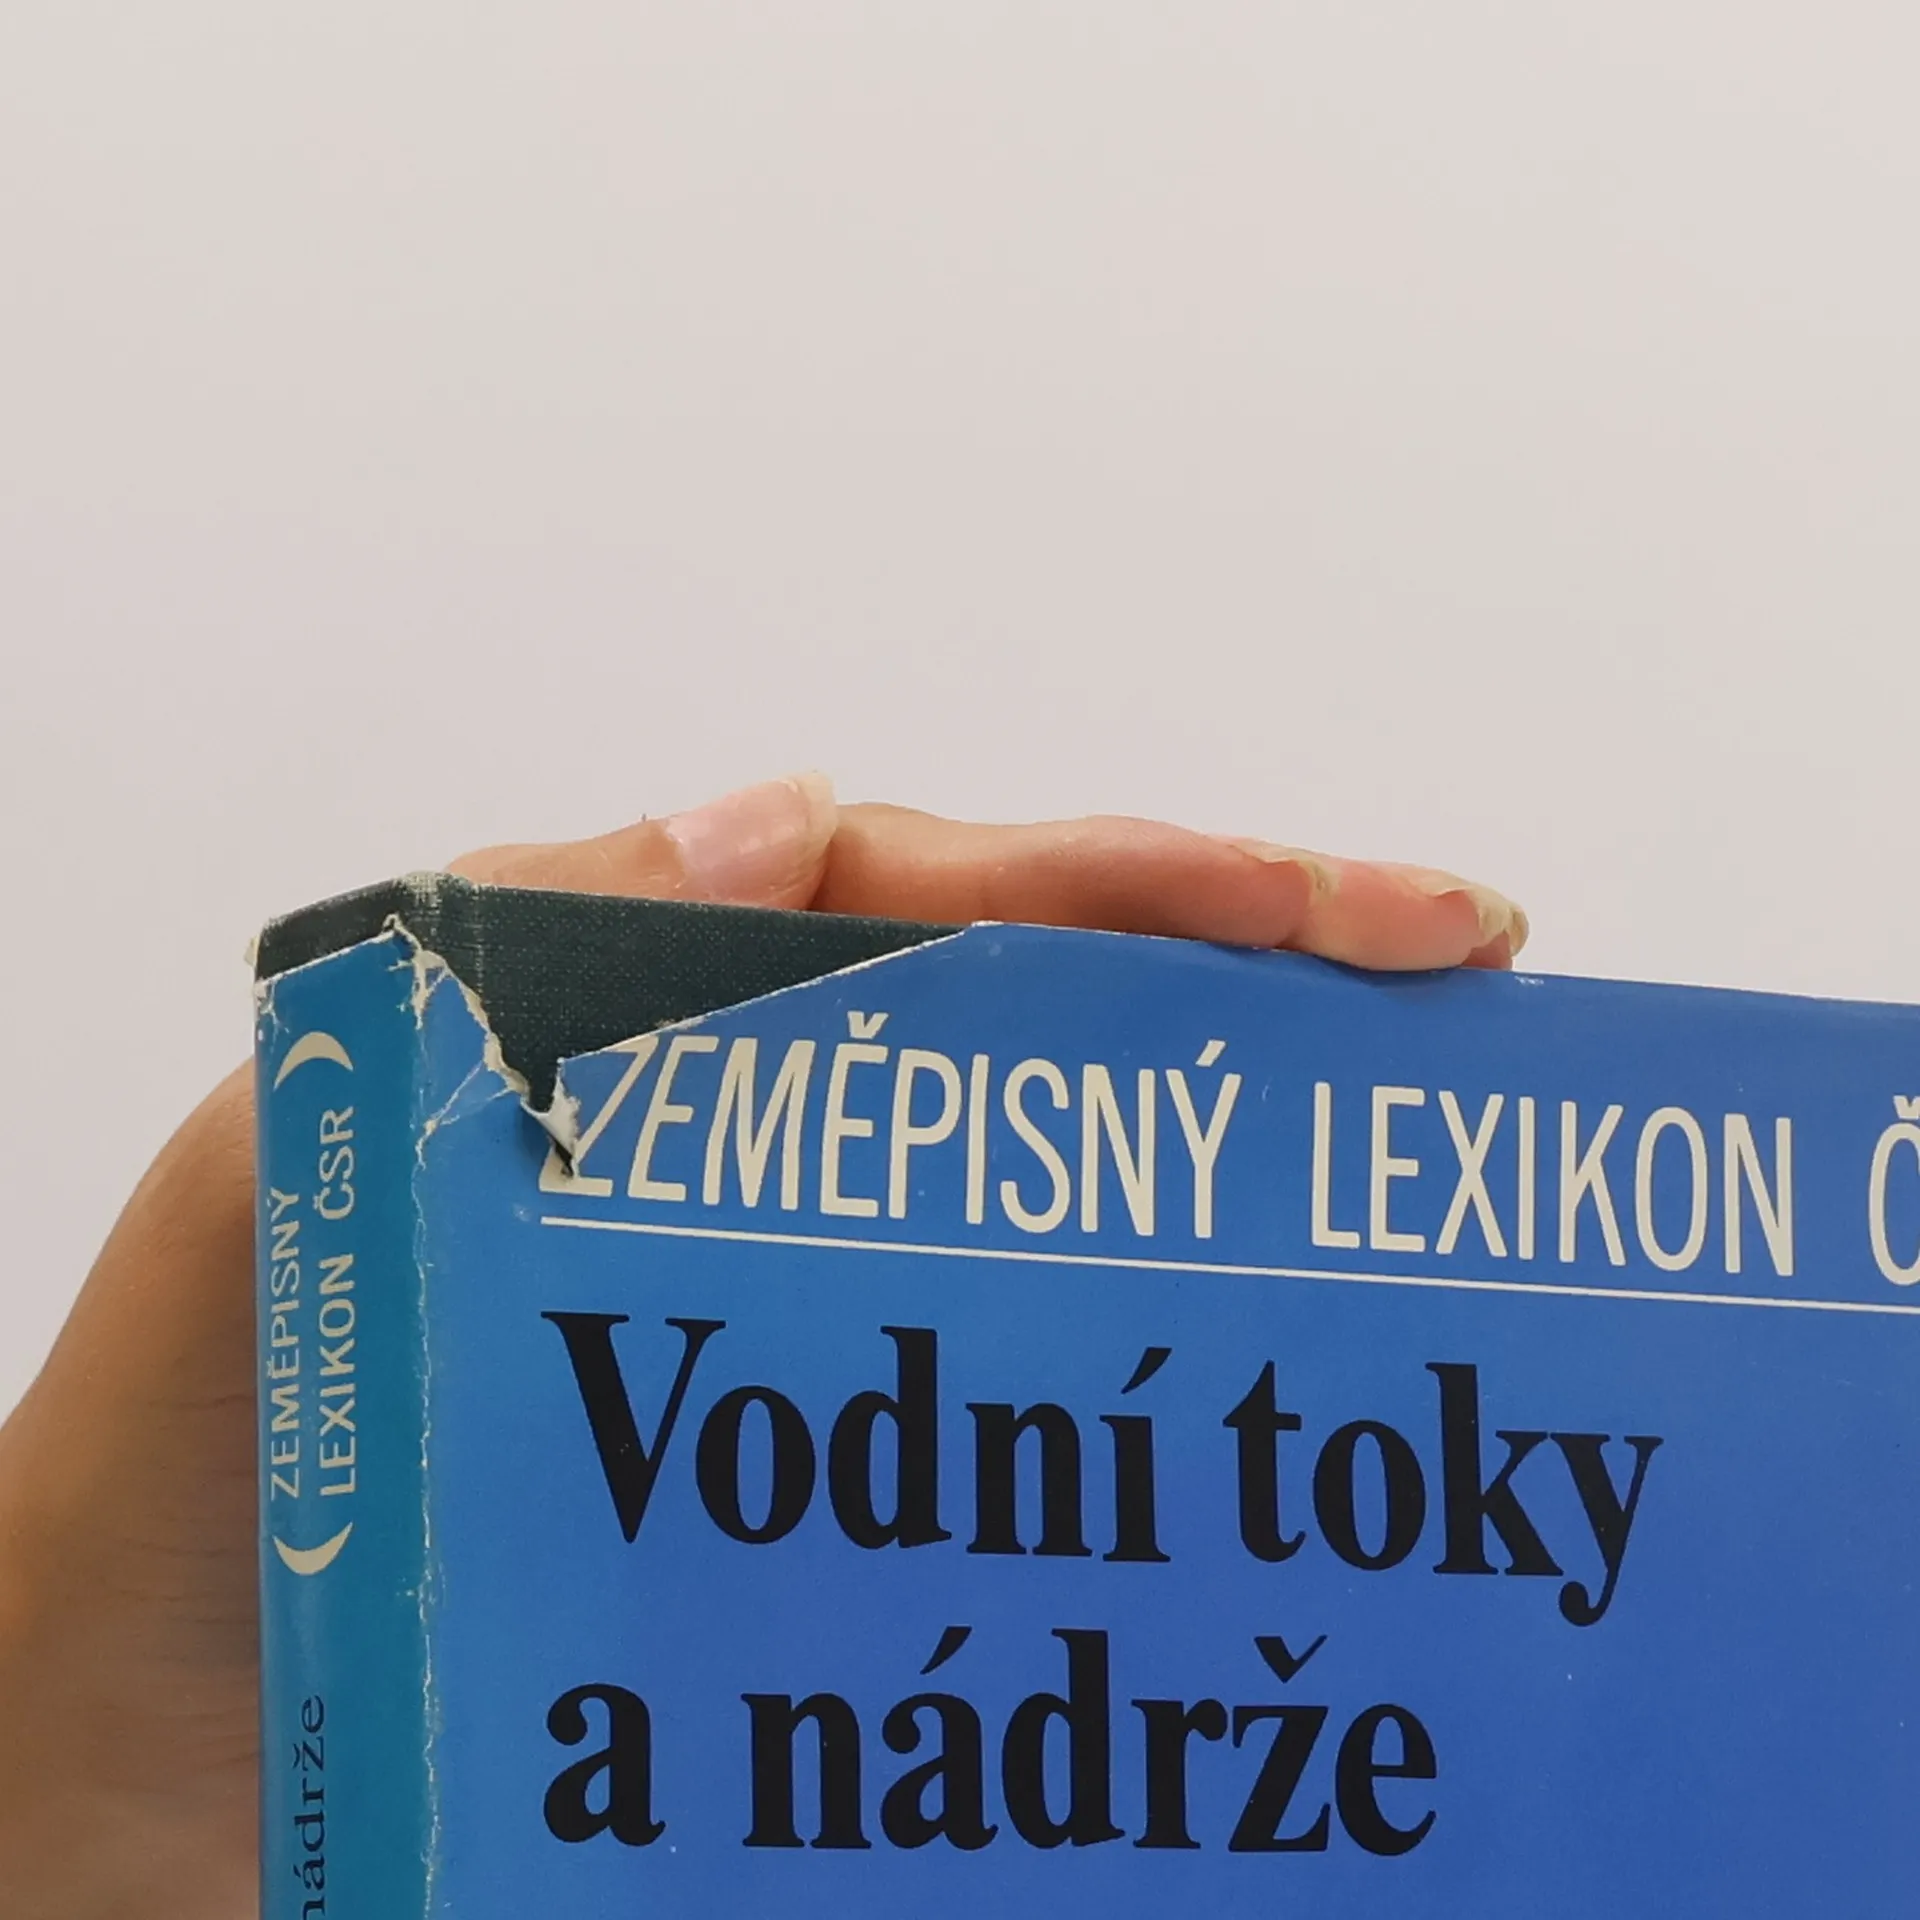 ZEMĚPISNÝ LEXIKON Č
Vodní toky
a nádrže
ZEMĚPISNÝ
LEXIKON ČSR
nádrže